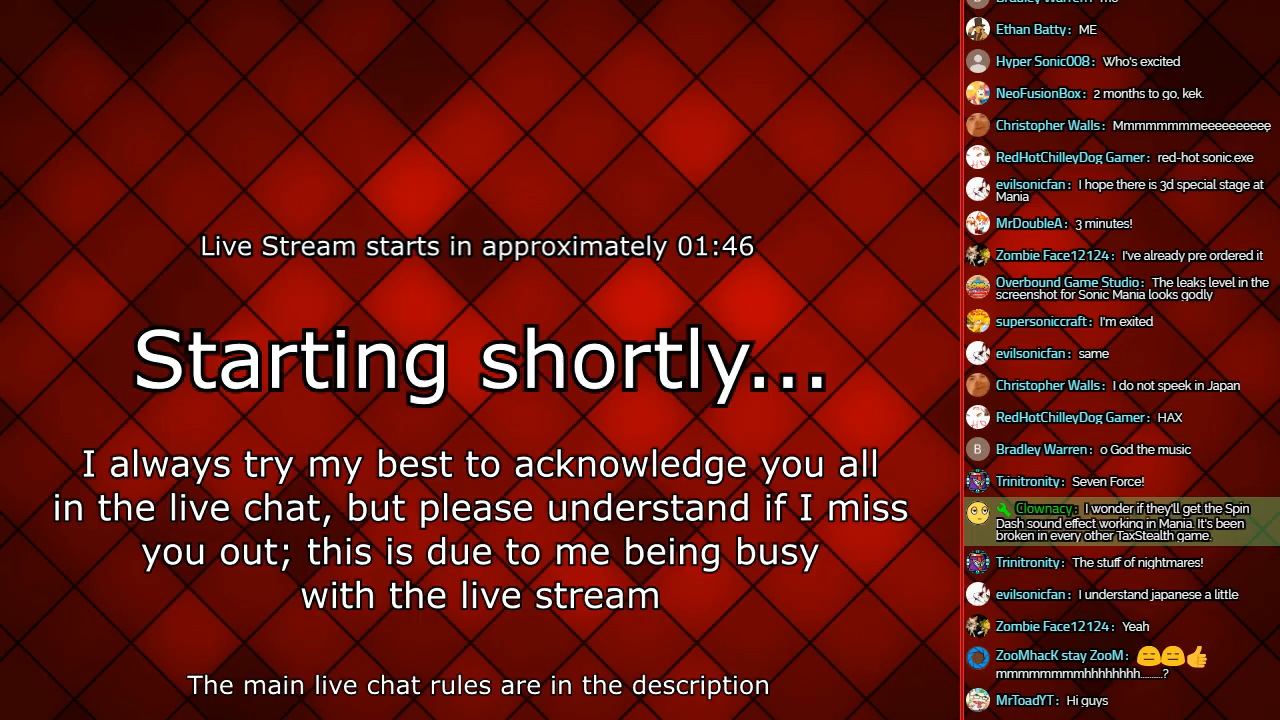 Live Stream starts in approximately 01:46
Starting shortly...
I always try my best to acknowledge you all
in the live chat, but please understand if I miss
you out; this is due to me being busy
with the live stream
The main live chat rules are in the description
Ethan Batty: ME
Hyper Sonic008: Who's excited
NeoFusionBox: 2 months to go, kek.
Christopher Walls: Mmmmmmmmeeeeeeeeee
RedHotChilleyDog Gamer: red-hot sonic.exe
evilsonicfan: I hope there is 3d special stage at
Mania
MrDoubleA: 3 minutes!
Zombie Face12124: I've already pre ordered it
Overbound Game Studio: The leaks level in the
screenshot for Sonic Mania looks godly
supersoniccraft: I'm exited
evilsonicfan: same
Christopher Walls: I do not speek in Japan
RedHotChilleyDog Gamer: HAX
B Bradley Warren: o God the music
Trinitronity: Seven Force!
Clownacy: I wonder if they'll get the Spin
Dash sound effect working in Mania. It's been
broken in every other TaxStealth game.
Trinitronity: The stuff of nightmares!
evilsonicfan: I understand japanese a little
Zombie Face12124: Yeah
ZooMhacK stay ZooM: 😑😑👍
mmmmmmmmhhhhhhhh..........?
MrToadYT: Hi guys